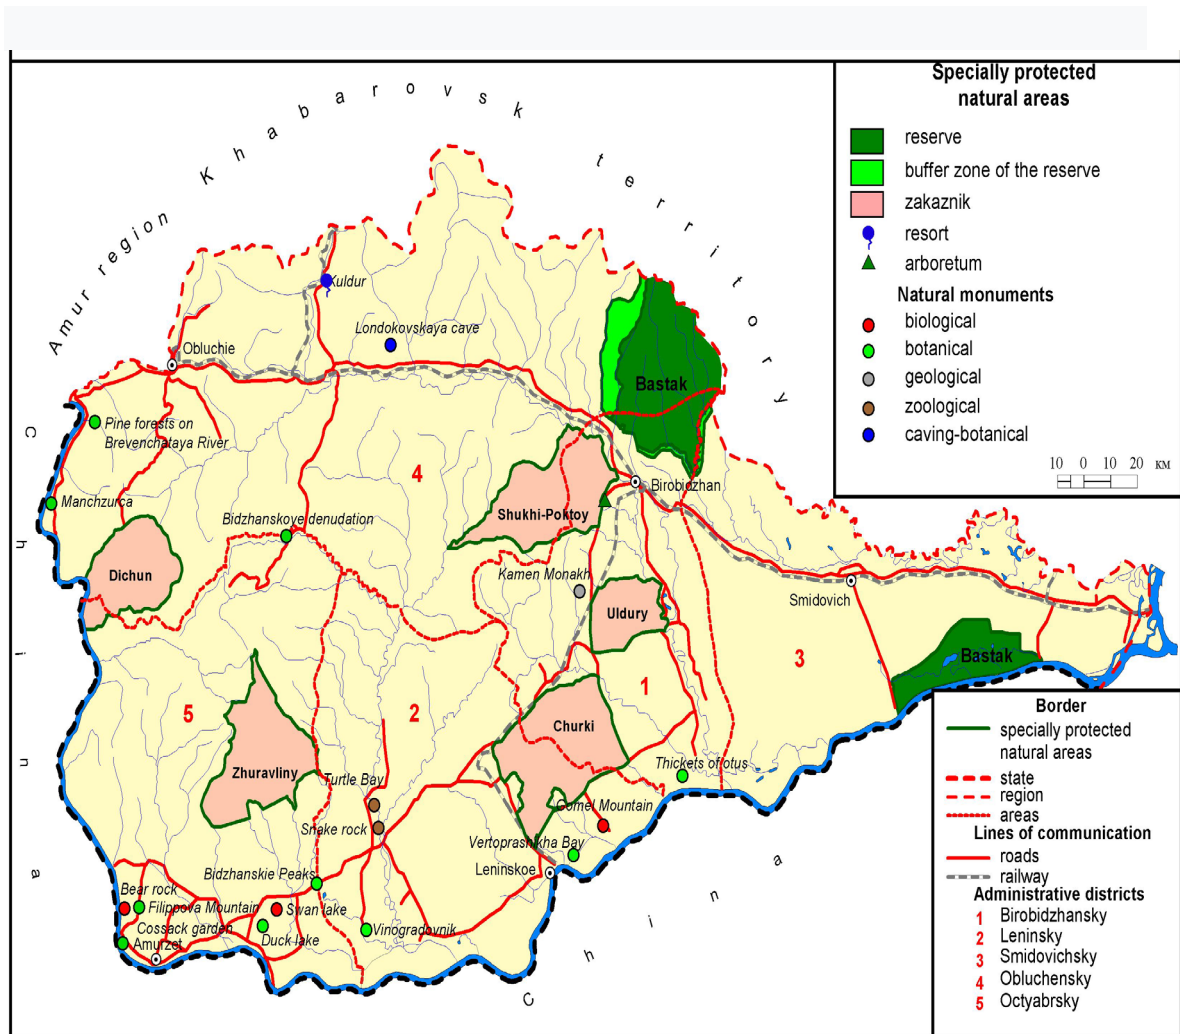 Amur region
Khabarovsk territory
China
China
Specially protected
natural areas
reserve
buffer zone of the reserve
zakaznik
resort
arboretum
Natural monuments
biological
botanical
geological
zoological
caving-botanical
10 0 10 20 км
Kuldur
Londokovskaya cave
Obluchie
Bastak
Pine forests on
Brevenchataya River
4
Manchzurca
Bidzhanskoye denudation
Shukhi-Poktoy
Birobidzhan
Dichun
Kamen Monakh
Uldury
Smidovich
Bastak
3
1
5
2
Churki
Zhuravliny
Turtle Bay
Thickets of lotus
Snake rock
Gomel Mountain
Vertoprashikha Bay
Leninskoe
Bidzhanskie Peaks
Bear rock
Filippova Mountain
Swan lake
Cossack garden
Duck lake
Vinogradovnik
Amurzet
Border
specially protected
natural areas
state
region
areas
Lines of communication
roads
railway
Administrative districts
1 Birobidzhansky
2 Leninsky
3 Smidovichsky
4 Obluchensky
5 Octyabrsky